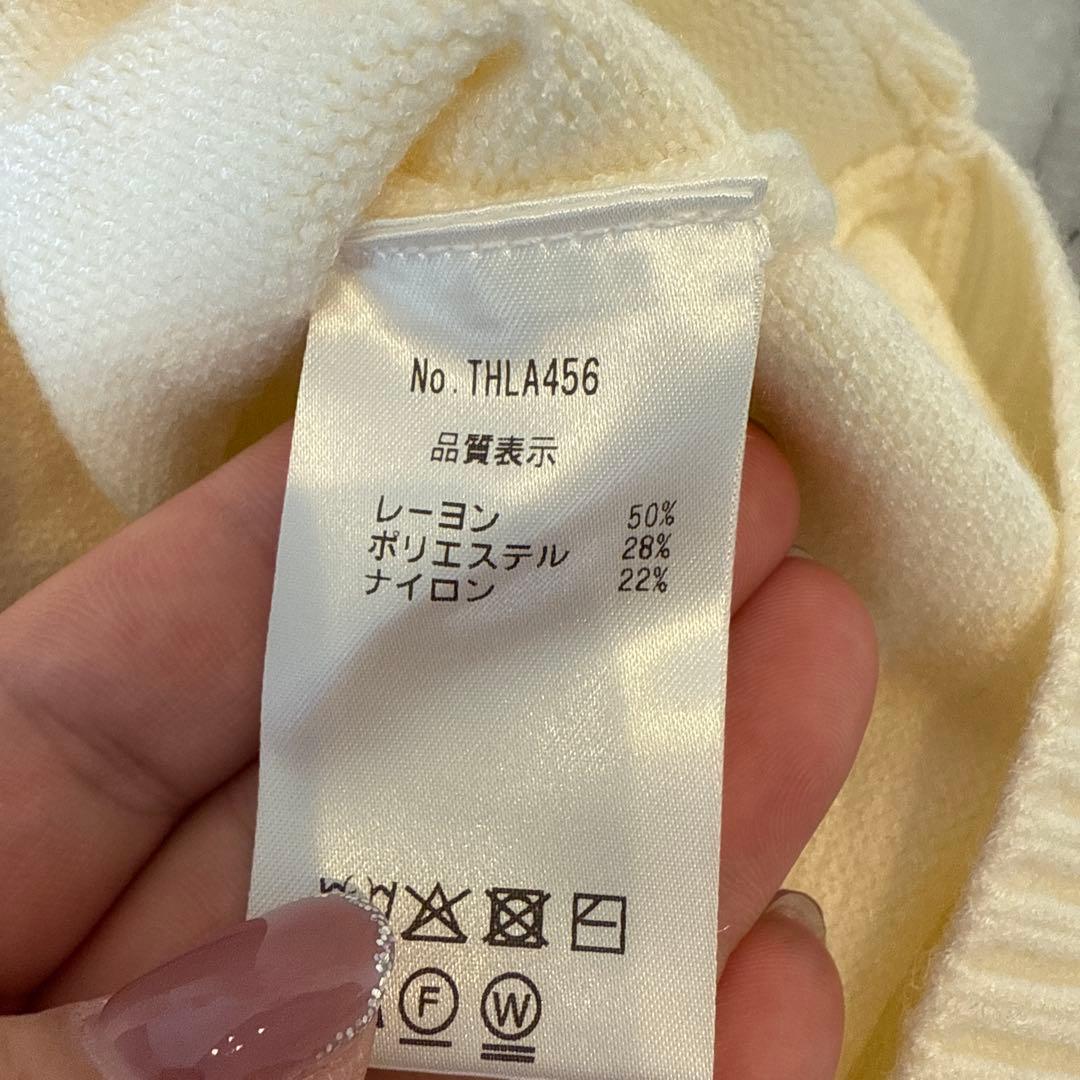 No.THLA456
品質表示
レーヨン 50%
ポリエステル 28%
ナイロン 22%
F W